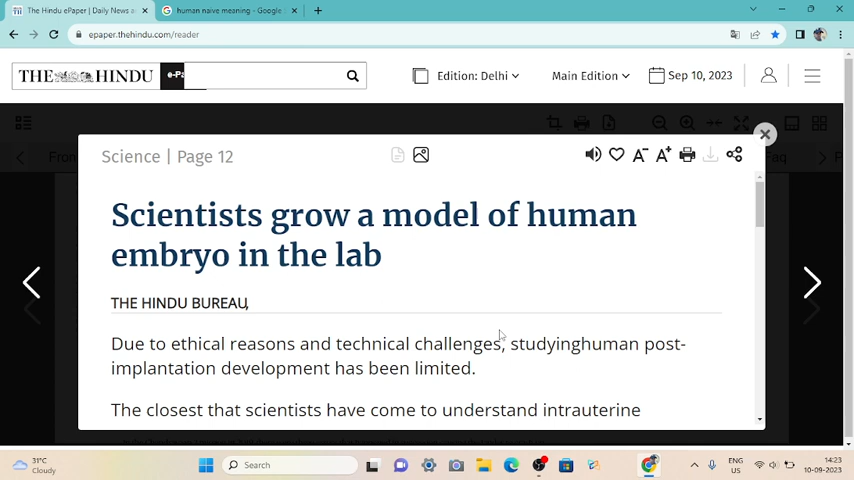 The Hindu ePaper | Daily News a
human naive meaning - Google S
epaper.thehindu.com/reader
THE HINDU
e-Pa
Edition: Delhi
Main Edition
Sep 10, 2023
Fron
Faq
Science | Page 12
A-
A+
Scientists grow a model of human
embryo in the lab
THE HINDU BUREAU,
Due to ethical reasons and technical challenges, studyinghuman post-
implantation development has been limited.
The closest that scientists have come to understand intrauterine
31°C
Cloudy
Search
ENG
US
14:23
10-09-2023